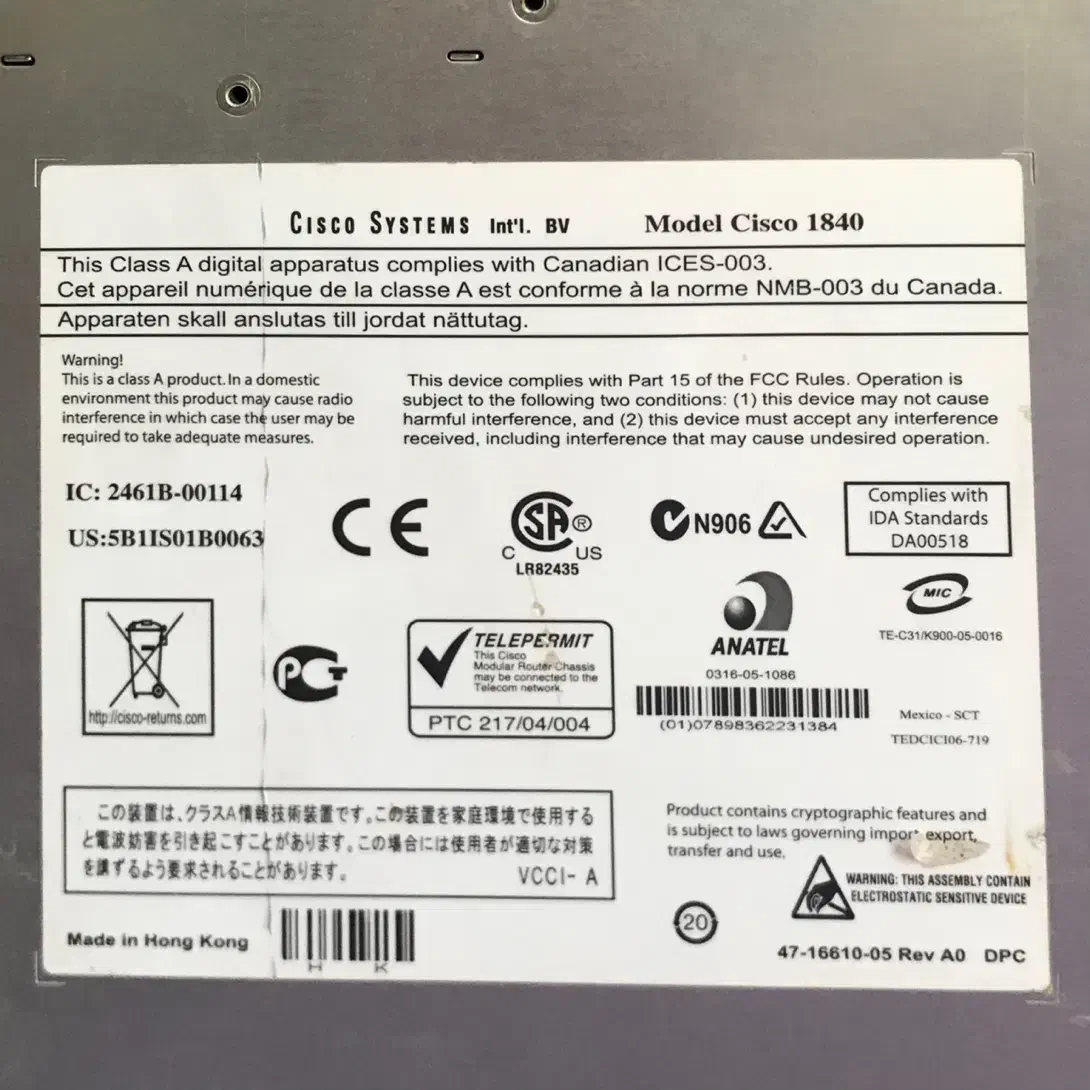 CISCO SYSTEMS Int'l. BV Model Cisco 1840
This Class A digital apparatus complies with Canadian ICES-003.
Cet appareil numérique de la classe A est conforme à la norme NMB-003 du Canada.
Apparaten skall anslutas till jordat nättutag.
Warning!
This is a class A product. In a domestic
environment this product may cause radio
interference in which case the user may be
required to take adequate measures.
This device complies with Part 15 of the FCC Rules. Operation is
subject to the following two conditions: (1) this device may not cause
harmful interference, and (2) this device must accept any interference
received, including interference that may cause undesired operation.
IC: 2461B-00114
US:5B1IS01B0063
CE
SA ®
C US
LR82435
N906
Complies with
IDA Standards
DA00518
http://cisco-returns.com
PCT
TELEPERMIT
This Cisco
Modular Router Chassis
may be connected to the
Telecom network.
PTC 217/04/004
ANATEL
0316-05-1086
(01)07898362231384
MIC
TE-C31/K900-05-0016
Mexico - SCT
TEDCICI06-719
この装置は、クラスA情報技術装置です。この装置を家庭環境で使用する
と電波妨害を引き起こすことがあります。この場合には使用者が適切な対策
を講ずるよう要求されることがあります。
VCCI- A
Product contains cryptographic features and
is subject to laws governing import, export,
transfer and use.
WARNING: THIS ASSEMBLY CONTAIN
ELECTROSTATIC SENSITIVE DEVICE
20
Made in Hong Kong
H K
47-16610-05 Rev A0 DPC